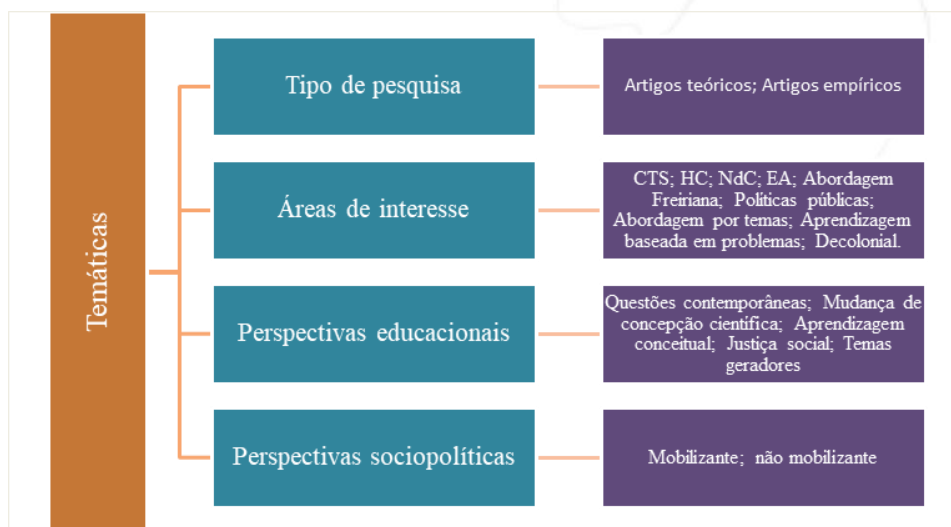 Temáticas
Tipo de pesquisa
Artigos teóricos; Artigos empíricos
Áreas de interesse
CTS; HC; NdC; EA; Abordagem
Freiriana; Políticas públicas;
Abordagem por temas; Aprendizagem
baseada em problemas; Decolonial.
Perspectivas educacionais
Questões contemporâneas; Mudança de
concepção científica; Aprendizagem
conceitual; Justiça social; Temas
geradores
Perspectivas sociopolíticas
Mobilizante; não mobilizante